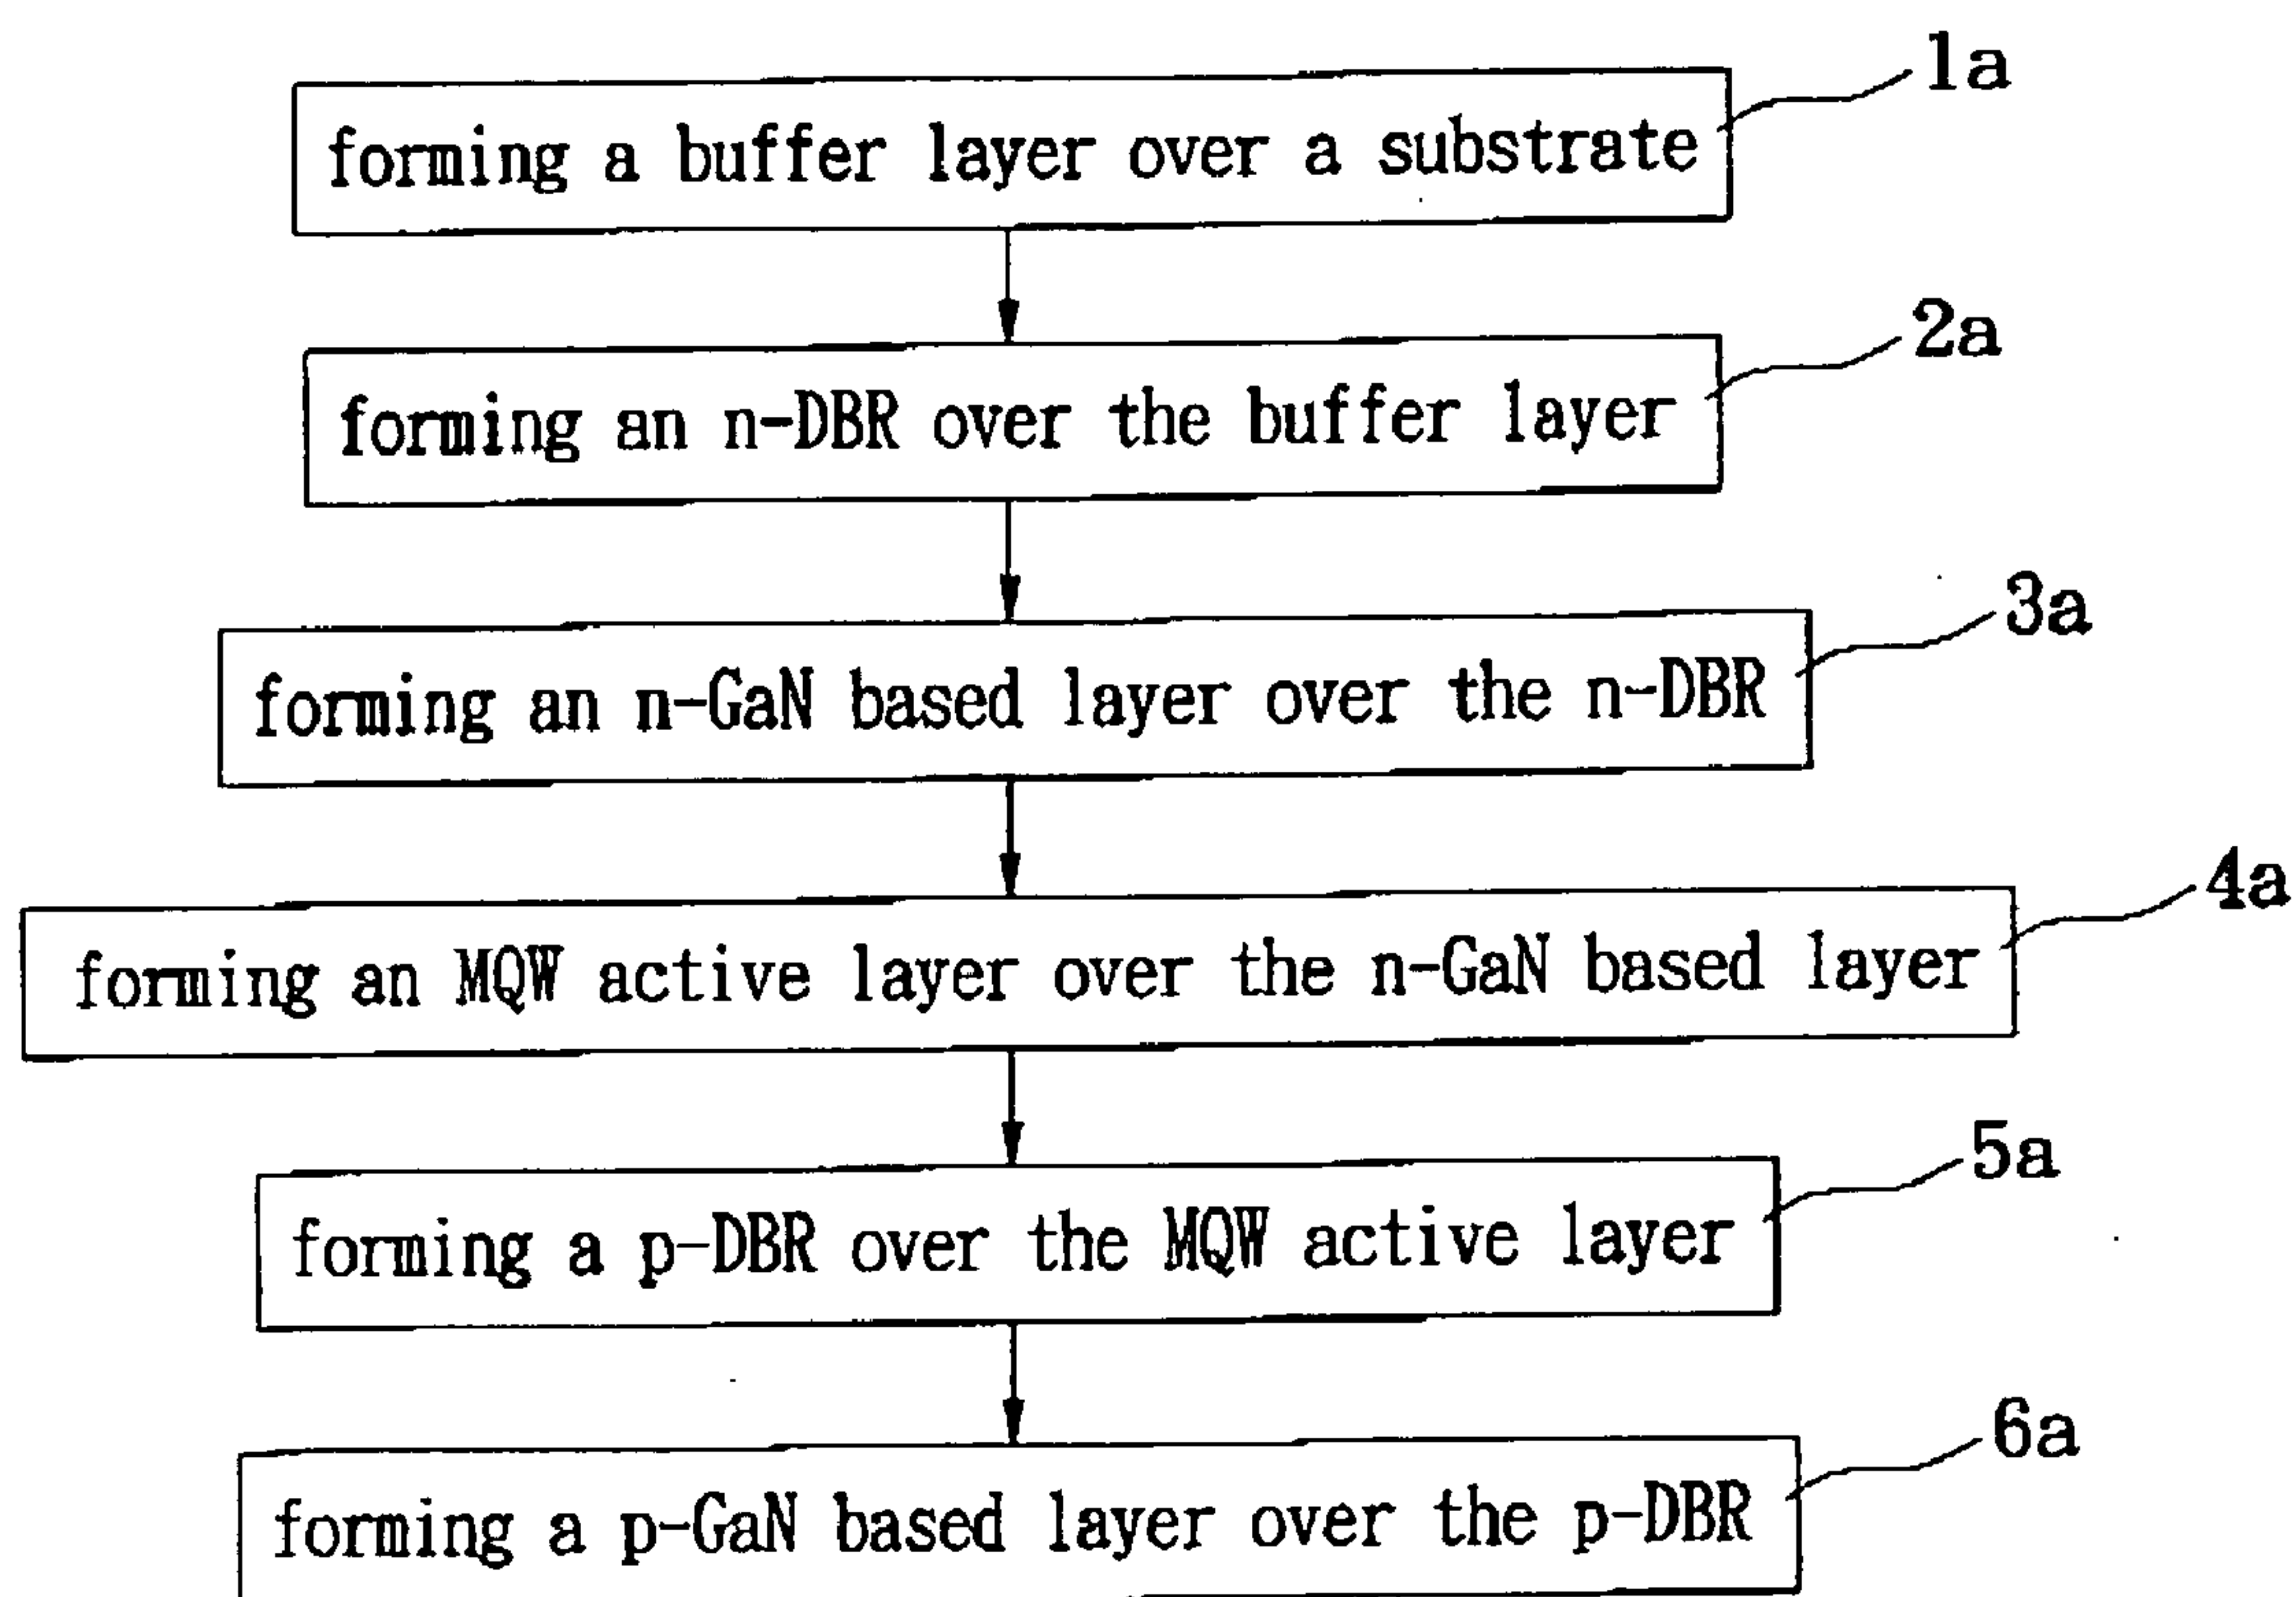 1a
forming a buffer layer over a substrate
2a
forming an n-DBR over the buffer layer
3a
forming an n-GaN based layer over the n-DBR
4a
forming an MQW active layer over the n-GaN based layer
5a
forming a p-DBR over the MQW active layer
6a
forming a p-GaN based layer over the p-DBR